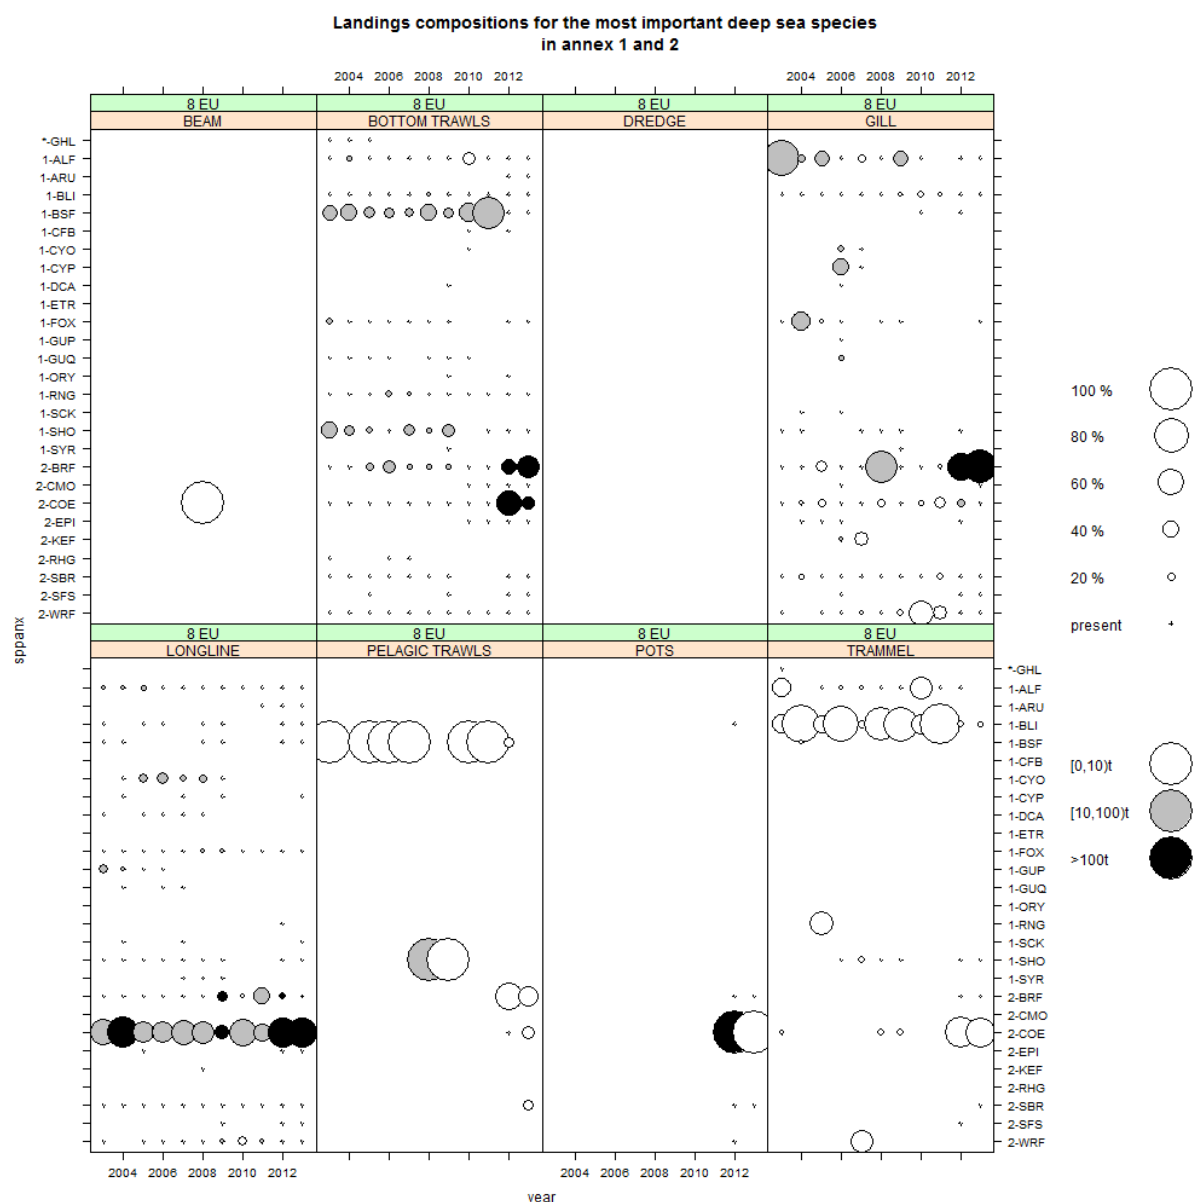 Landings compositions for the most important deep sea species
in annex 1 and 2
2004 2006 2008 2010 2012 2004 2006 2008 2010 2012
8 EU 8 EU 8 EU 8 EU
BEAM BOTTOM TRAWLS DREDGE GILL
*-GHL
1-ALF
1-ARU
1-BLI
1-BSF
1-CFB
1-CYO
1-CYP
1-DCA
1-ETR
1-FOX
1-GUP
1-GUQ
1-ORY
1-RNG
1-SCK
1-SHO
1-SYR
2-BRF
2-CMO
2-COE
2-EPI
2-KEF
2-RHG
2-SBR
2-SFS
2-WRF
100 %
80 %
60 %
40 %
20 %
present
sppanx
8 EU 8 EU 8 EU 8 EU
LONGLINE PELAGIC TRAWLS POTS TRAMMEL
*-GHL
1-ALF
1-ARU
1-BLI
1-BSF
1-CFB
1-CYO
1-CYP
1-DCA
1-ETR
1-FOX
1-GUP
1-GUQ
1-ORY
1-RNG
1-SCK
1-SHO
1-SYR
2-BRF
2-CMO
2-COE
2-EPI
2-KEF
2-RHG
2-SBR
2-SFS
2-WRF
[0,10)t
[10,100)t
>100t
2004 2006 2008 2010 2012 2004 2006 2008 2010 2012
year